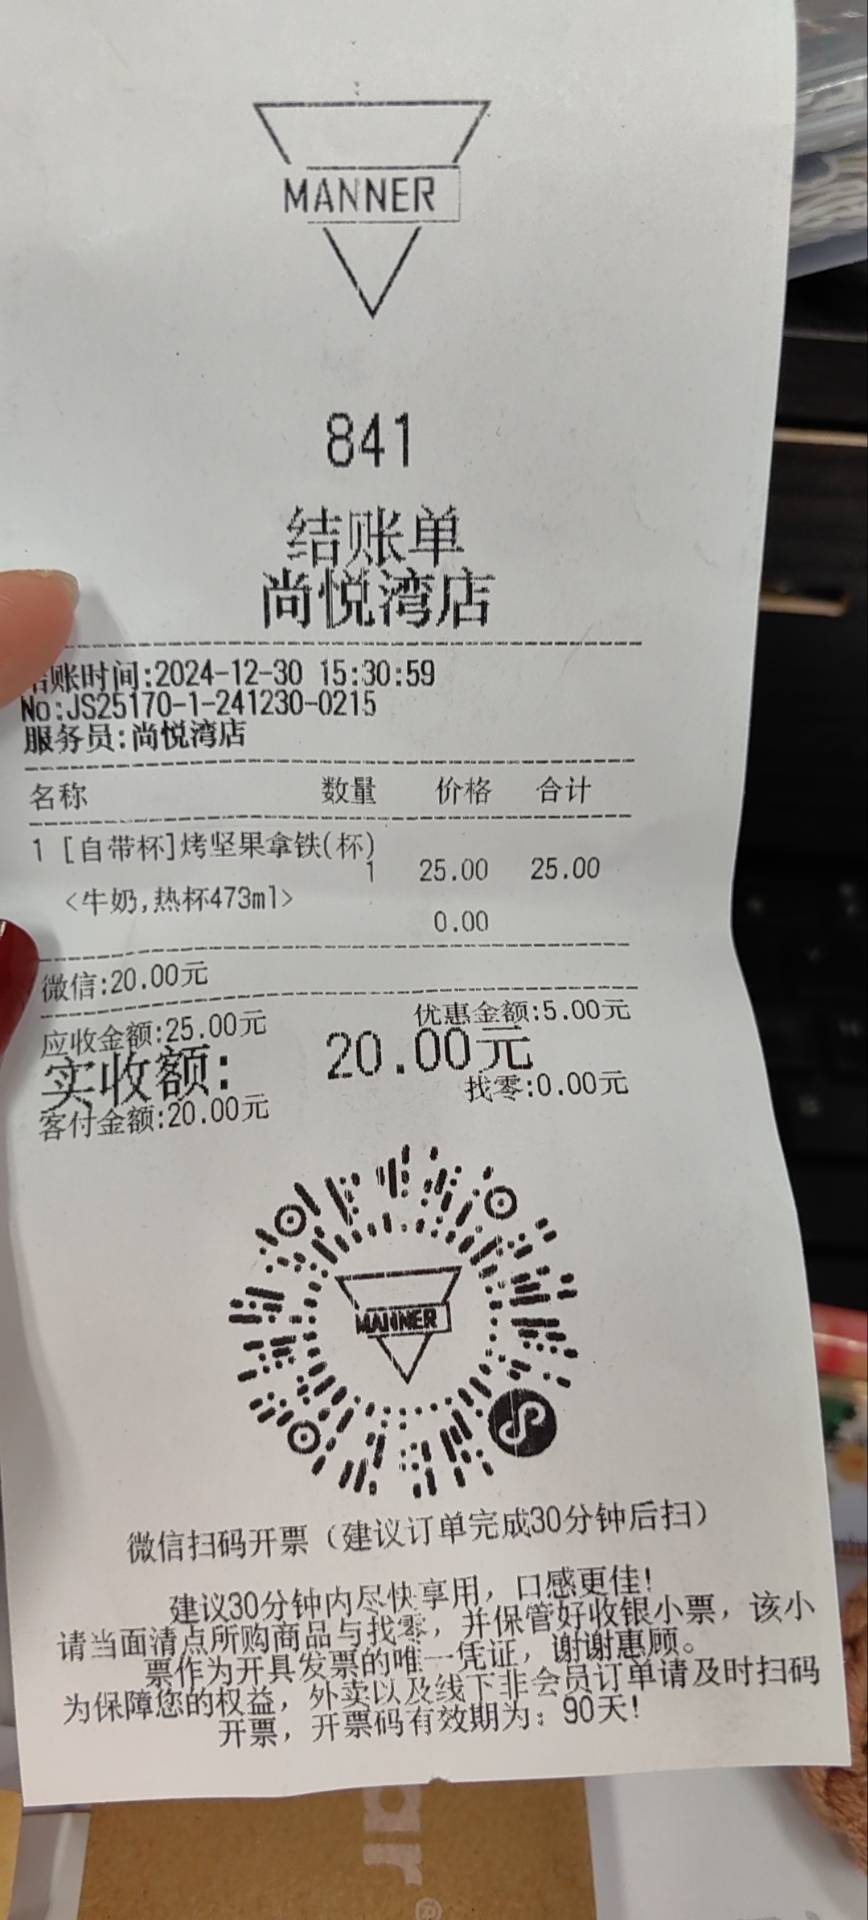 MANNER
841
结账单
尚悦湾店
结账时间:2024-12-30 15:30:59
No:JS25170-1-241230-0215
服务员:尚悦湾店
名称 数量 价格 合计
1 [自带杯]烤坚果拿铁(杯)
1 25.00 25.00
<牛奶,热杯473ml>
0.00
微信:20.00元
应收金额:25.00元 优惠金额:5.00元
实收额: 20.00元
客付金额:20.00元 找零:0.00元
MANNER
微信扫码开票（建议订单完成30分钟后扫）
建议30分钟内尽快享用，口感更佳!
请当面清点所购商品与找零，并保管好收银小票，该小
票作为开具发票的唯一凭证，谢谢惠顾。
为保障您的权益，外卖以及线下非会员订单请及时扫码
开票，开票码有效期为: 90天!
ar®